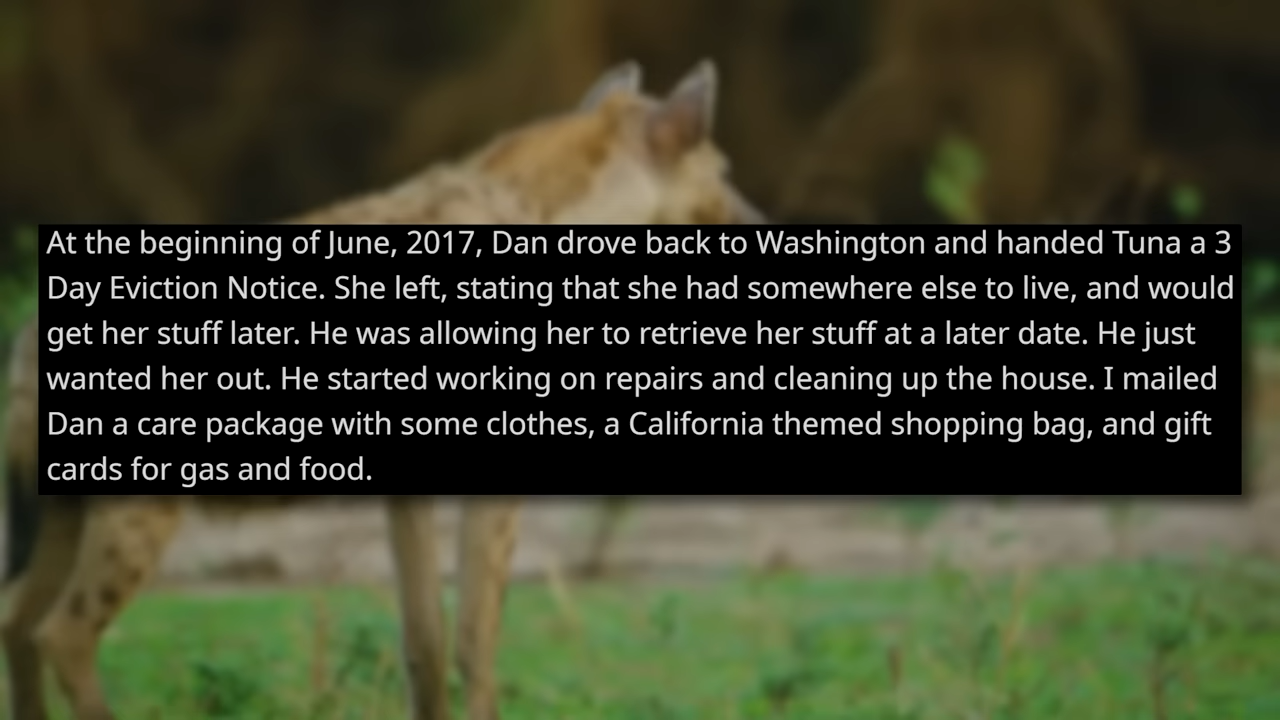 At the beginning of June, 2017, Dan drove back to Washington and handed Tuna a 3
Day Eviction Notice. She left, stating that she had somewhere else to live, and would
get her stuff later. He was allowing her to retrieve her stuff at a later date. He just
wanted her out. He started working on repairs and cleaning up the house. I mailed
Dan a care package with some clothes, a California themed shopping bag, and gift
cards for gas and food.